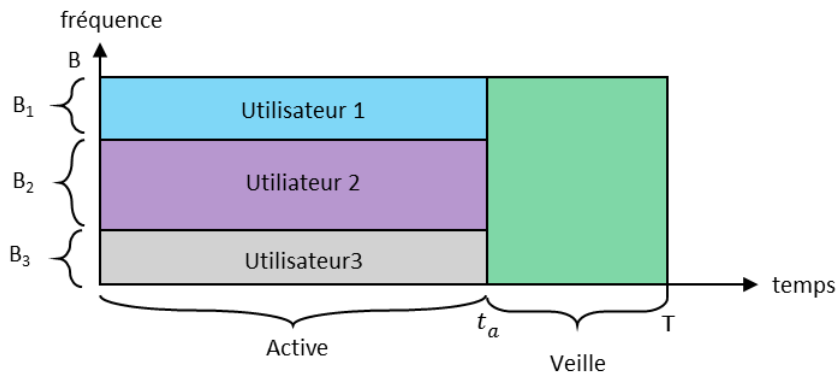 fréquence
B
B₁
Utilisateur 1
B₂
Utiliateur 2
B₃
Utilisateur3
temps
tₐ
T
Active
Veille